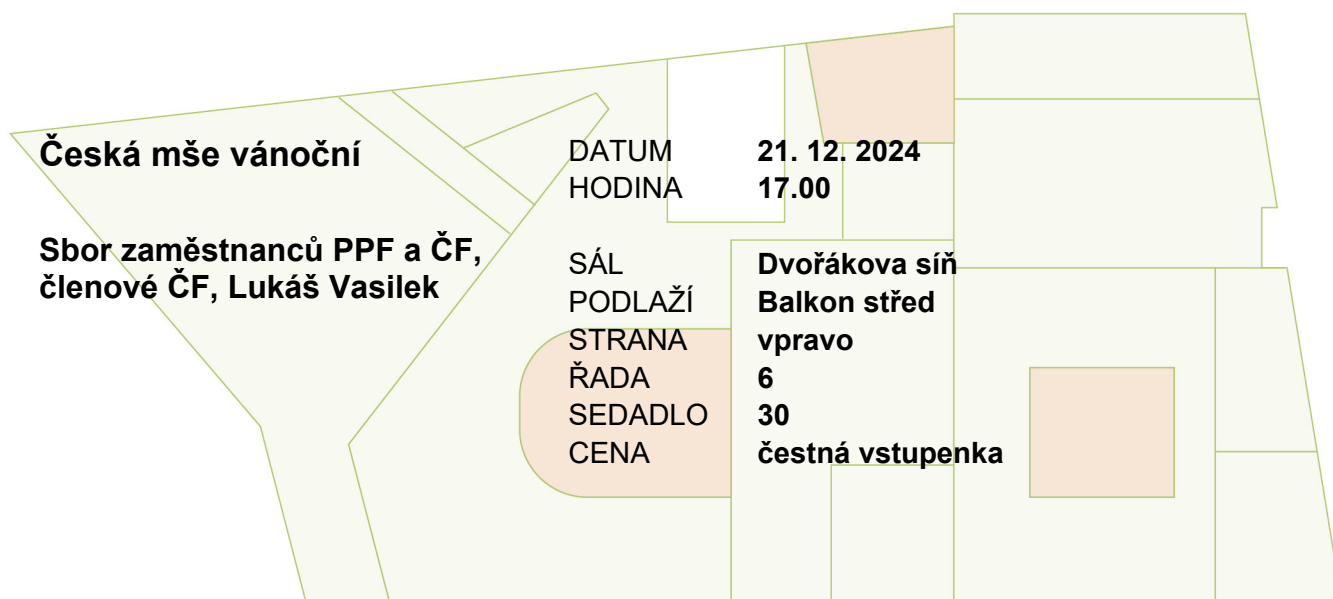 Česká mše vánoční
Sbor zaměstnanců PPF a ČF,
členové ČF, Lukáš Vasilek
DATUM 21. 12. 2024
HODINA 17.00
SÁL Dvořákova síň
PODLAŽÍ Balkon střed
STRANA vpravo
ŘADA 6
SEDADLO 30
CENA čestná vstupenka